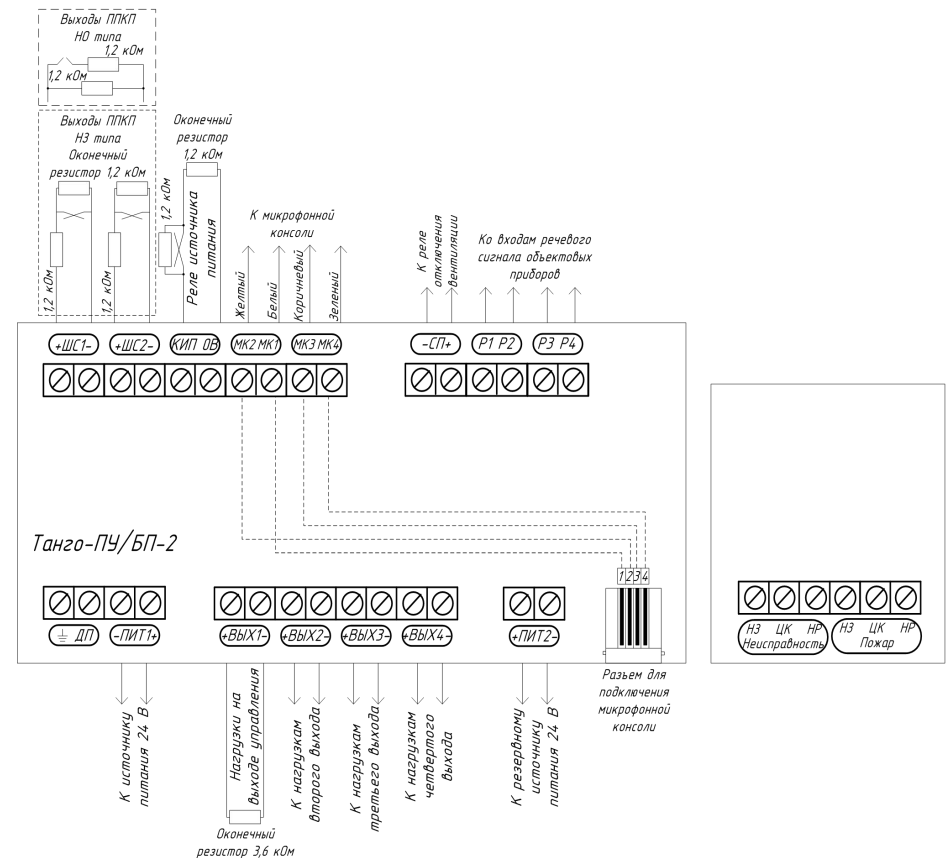 Выходы ППКП
НО типа
1,2 кОм
1,2 кОм
Выходы ППКП
НЗ типа
Оконечный
резистор 1,2 кОм
1,2 кОм
1,2 кОм
Оконечный
резистор
1,2 кОм
1,2 кОм
Реле источника
питания
К микрофонной
консоли
Желтый
Белый
Коричневый
Зеленый
К реле
отключения
вентиляции
Ко входам речевого
сигнала объектовых
приборов
+ШС1-
+ШС2-
КИП ОВ
МК2 МК1
МК3 МК4
-СП+
Р1 Р2
Р3 Р4
Танго-ПУ/БП-2
1 2 3 4
ДП
-ПИТ1+
+ВЫХ1-
+ВЫХ2-
+ВЫХ3-
+ВЫХ4-
+ПИТ2-
НЗ ЦК НР
Неисправность
НЗ ЦК НР
Пожар
К источнику
питания 24 В
Нагрузки на
выходе управления
Оконечный
резистор 3,6 кОм
К нагрузкам
второго выхода
К нагрузкам
третьего выхода
К нагрузкам
четвертого
выхода
К резервному
источнику
питания 24 В
Разъем для
подключения
микрофонной
консоли